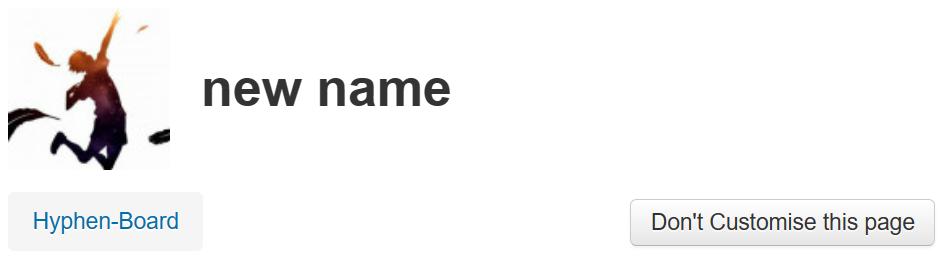 new name
Hyphen-Board
Don't Customise this page